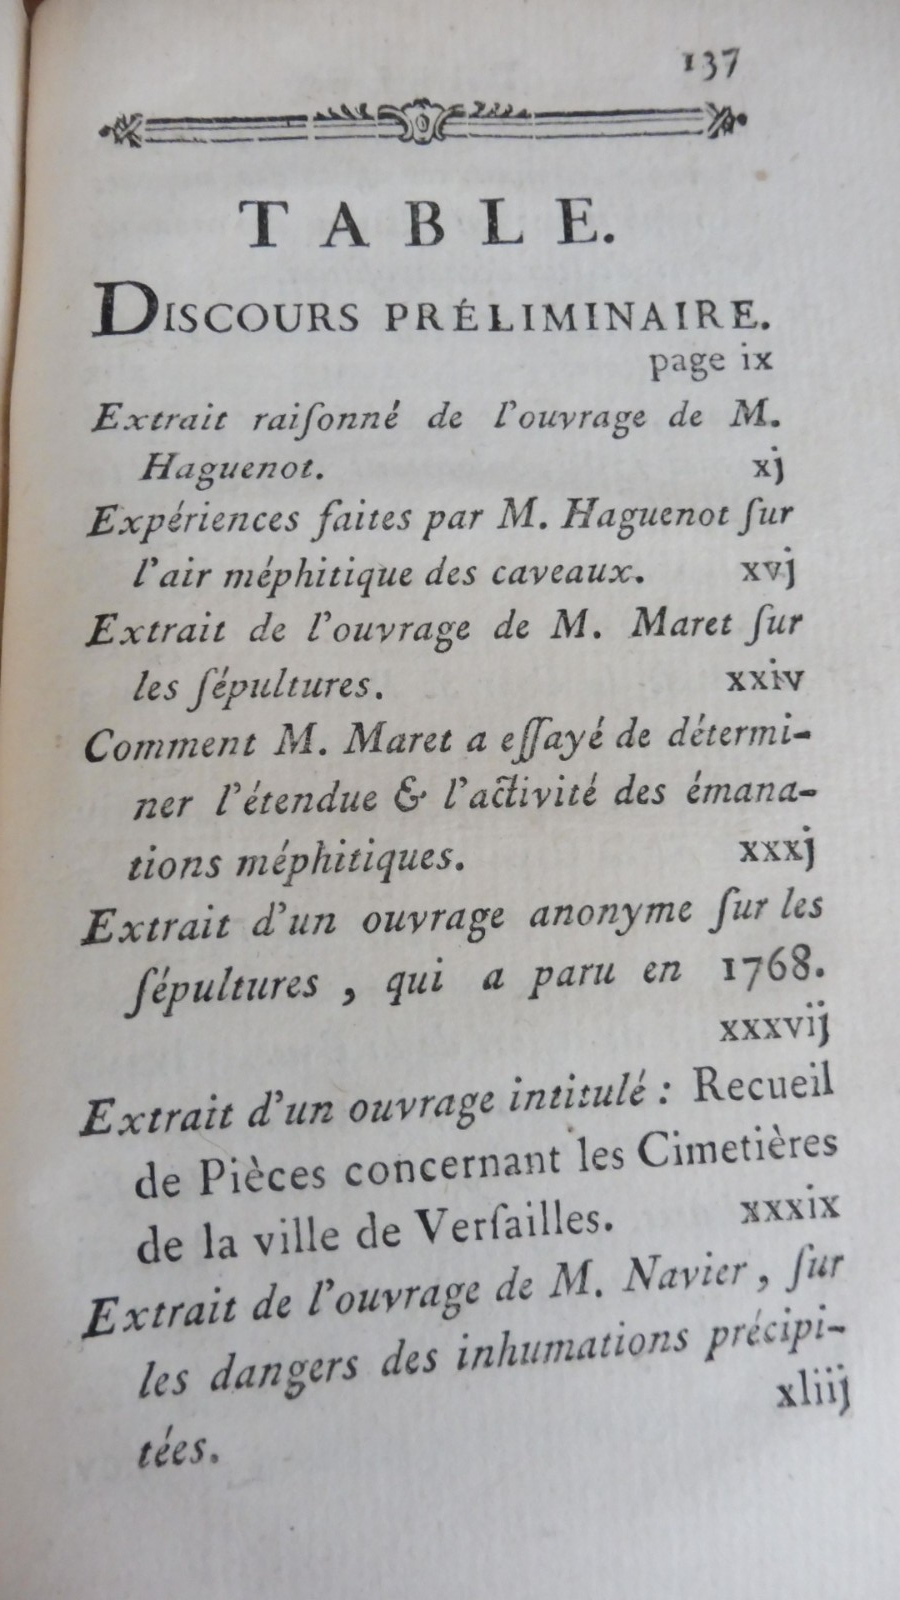 137
TABLE.
DISCOURS PRÉLIMINAIRE.
page ix
Extrait raiſonné de l'ouvrage de M.
Haguenot. xj
Expériences faites par M. Haguenot ſur
l'air méphitique des caveaux. xvj
Extrait de l'ouvrage de M. Maret ſur
les ſépultures. xxiv
Comment M. Maret a eſſayé de détermi-
ner l'étendue & l'activité des émana-
tions méphitiques. xxxj
Extrait d'un ouvrage anonyme ſur les
ſépultures , qui a paru en 1768.
xxxvij
Extrait d'un ouvrage intitulé : Recueil
de Pièces concernant les Cimetières
de la ville de Verſailles. xxxix
Extrait de l'ouvrage de M. Navier , ſur
les dangers des inhumations précipi-
tées. xliij